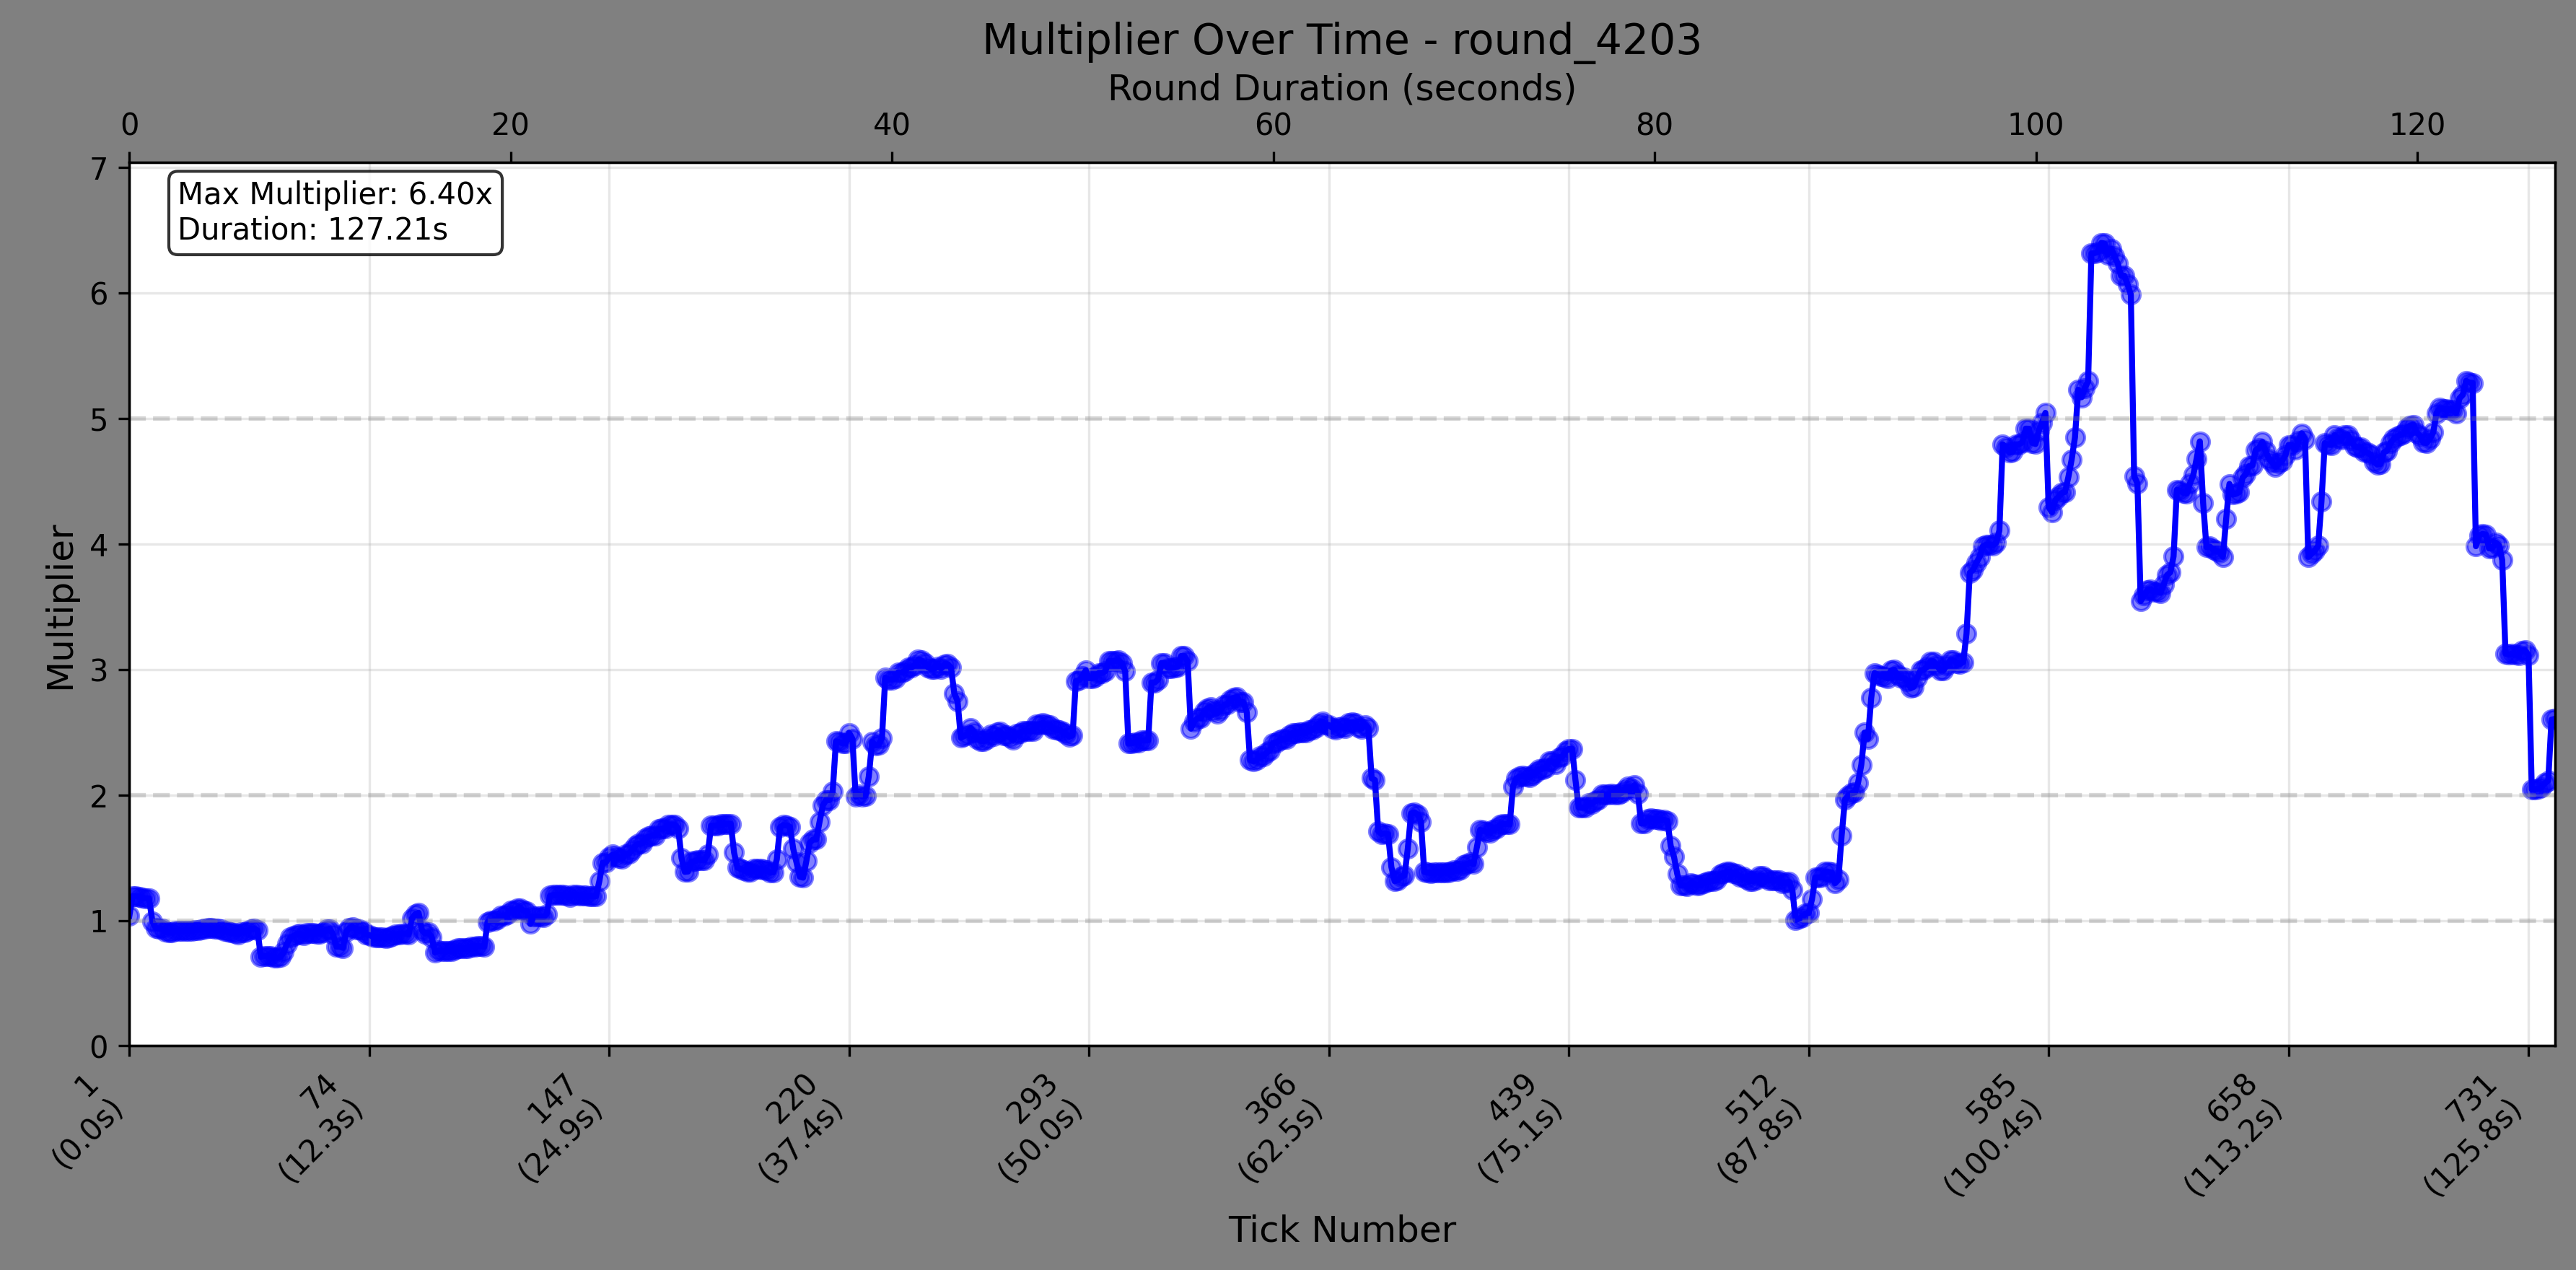 Multiplier Over Time - round_4203
Round Duration (seconds)
0 20 40 60 80 100 120
Max Multiplier: 6.40x
Duration: 127.21s
7
6
5
4
3
2
1
0
Multiplier
1
(0.0s)
74
(12.3s)
147
(24.9s)
220
(37.4s)
293
(50.0s)
366
(62.5s)
439
(75.1s)
512
(87.8s)
585
(100.4s)
658
(113.2s)
731
(125.8s)
Tick Number